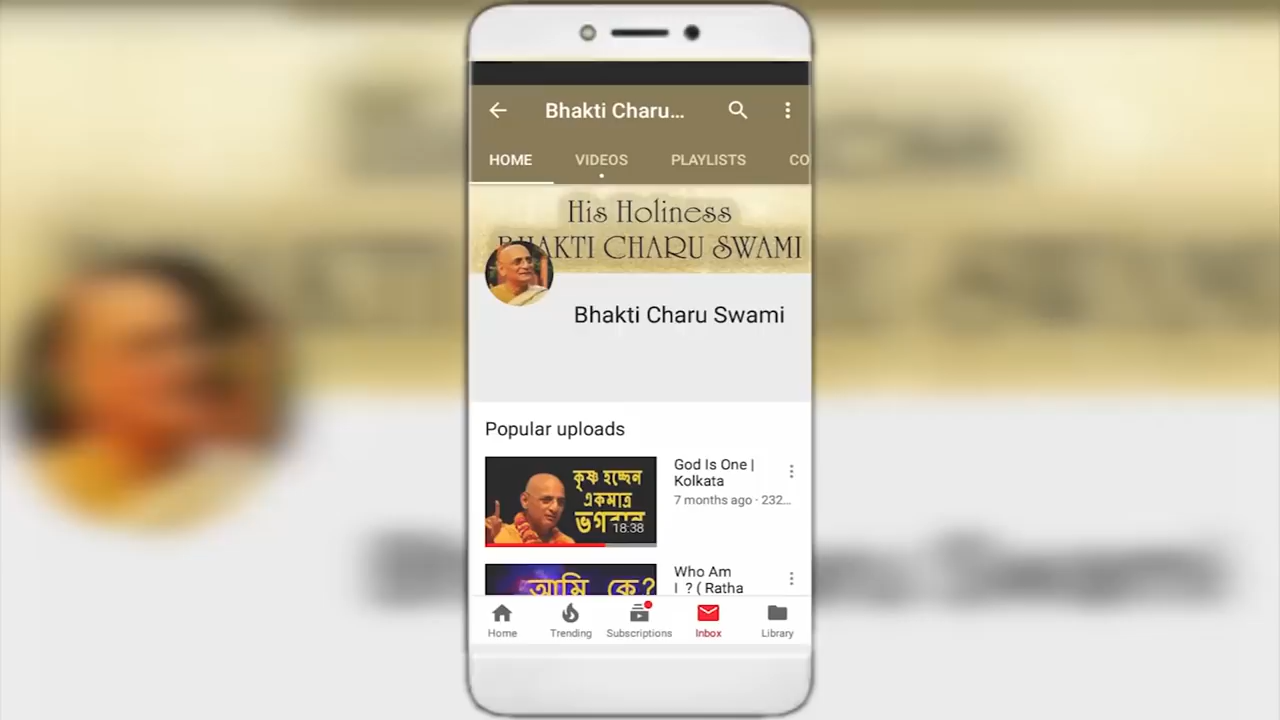 Bhakti Charu...
HOME VIDEOS PLAYLISTS CO
His Holiness
BHAKTI CHARU SWAMI
Bhakti Charu Swami
Popular uploads
কৃষ্ণ হচ্ছেন
একমাত্র
ভগবান
18:38
God Is One |
Kolkata
7 months ago · 232...
আমি কে?
Who Am
I ? ( Ratha
Home Trending Subscriptions Inbox Library